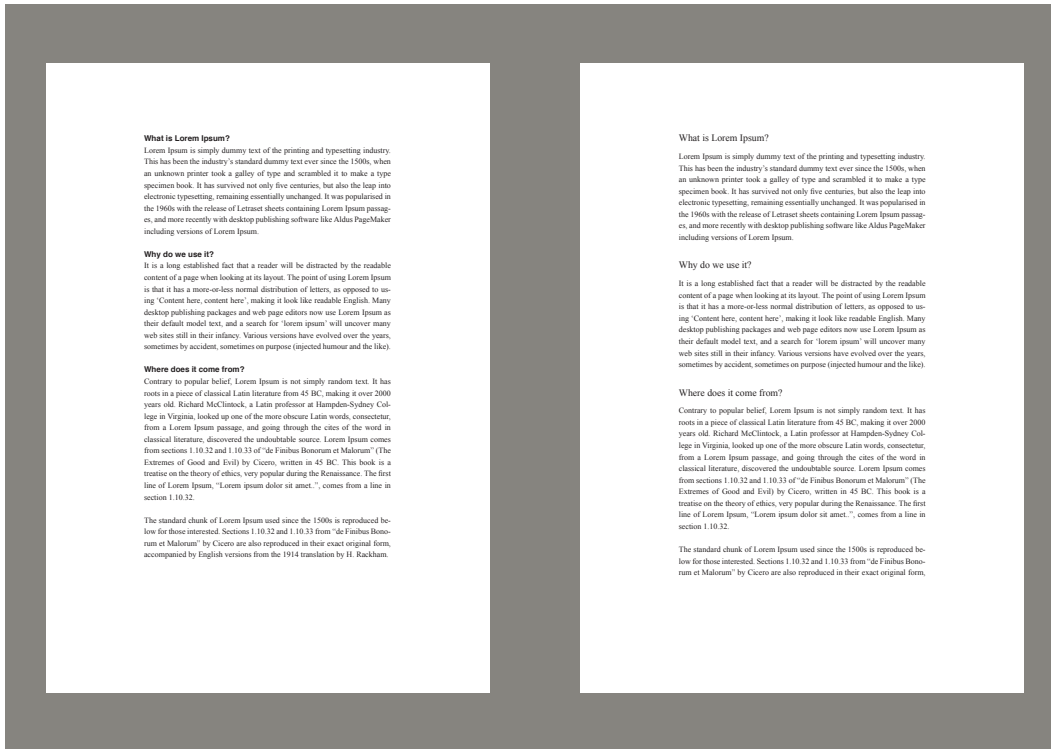 What is Lorem Ipsum?
Lorem Ipsum is simply dummy text of the printing and typesetting industry.
This has been the industry's standard dummy text ever since the 1500s, when
an unknown printer took a galley of type and scrambled it to make a type
specimen book. It has survived not only five centuries, but also the leap into
electronic typesetting, remaining essentially unchanged. It was popularised in
the 1960s with the release of Letraset sheets containing Lorem Ipsum passag-
es, and more recently with desktop publishing software like Aldus PageMaker
including versions of Lorem Ipsum.
Why do we use it?
It is a long established fact that a reader will be distracted by the readable
content of a page when looking at its layout. The point of using Lorem Ipsum
is that it has a more-or-less normal distribution of letters, as opposed to us-
ing ‘Content here, content here’, making it look like readable English. Many
desktop publishing packages and web page editors now use Lorem Ipsum as
their default model text, and a search for ‘lorem ipsum’ will uncover many
web sites still in their infancy. Various versions have evolved over the years,
sometimes by accident, sometimes on purpose (injected humour and the like).
Where does it come from?
Contrary to popular belief, Lorem Ipsum is not simply random text. It has
roots in a piece of classical Latin literature from 45 BC, making it over 2000
years old. Richard McClintock, a Latin professor at Hampden-Sydney Col-
lege in Virginia, looked up one of the more obscure Latin words, consectetur,
from a Lorem Ipsum passage, and going through the cites of the word in
classical literature, discovered the undoubtable source. Lorem Ipsum comes
from sections 1.10.32 and 1.10.33 of “de Finibus Bonorum et Malorum” (The
Extremes of Good and Evil) by Cicero, written in 45 BC. This book is a
treatise on the theory of ethics, very popular during the Renaissance. The first
line of Lorem Ipsum, “Lorem ipsum dolor sit amet..”, comes from a line in
section 1.10.32.
The standard chunk of Lorem Ipsum used since the 1500s is reproduced be-
low for those interested. Sections 1.10.32 and 1.10.33 from “de Finibus Bono-
rum et Malorum” by Cicero are also reproduced in their exact original form,
accompanied by English versions from the 1914 translation by H. Rackham.
What is Lorem Ipsum?
Lorem Ipsum is simply dummy text of the printing and typesetting industry.
This has been the industry's standard dummy text ever since the 1500s, when
an unknown printer took a galley of type and scrambled it to make a type
specimen book. It has survived not only five centuries, but also the leap into
electronic typesetting, remaining essentially unchanged. It was popularised in
the 1960s with the release of Letraset sheets containing Lorem Ipsum passag-
es, and more recently with desktop publishing software like Aldus PageMaker
including versions of Lorem Ipsum.
Why do we use it?
It is a long established fact that a reader will be distracted by the readable
content of a page when looking at its layout. The point of using Lorem Ipsum
is that it has a more-or-less normal distribution of letters, as opposed to us-
ing ‘Content here, content here’, making it look like readable English. Many
desktop publishing packages and web page editors now use Lorem Ipsum as
their default model text, and a search for ‘lorem ipsum’ will uncover many
web sites still in their infancy. Various versions have evolved over the years,
sometimes by accident, sometimes on purpose (injected humour and the like).
Where does it come from?
Contrary to popular belief, Lorem Ipsum is not simply random text. It has
roots in a piece of classical Latin literature from 45 BC, making it over 2000
years old. Richard McClintock, a Latin professor at Hampden-Sydney Col-
lege in Virginia, looked up one of the more obscure Latin words, consectetur,
from a Lorem Ipsum passage, and going through the cites of the word in
classical literature, discovered the undoubtable source. Lorem Ipsum comes
from sections 1.10.32 and 1.10.33 of “de Finibus Bonorum et Malorum” (The
Extremes of Good and Evil) by Cicero, written in 45 BC. This book is a
treatise on the theory of ethics, very popular during the Renaissance. The first
line of Lorem Ipsum, “Lorem ipsum dolor sit amet..”, comes from a line in
section 1.10.32.
The standard chunk of Lorem Ipsum used since the 1500s is reproduced be-
low for those interested. Sections 1.10.32 and 1.10.33 from “de Finibus Bono-
rum et Malorum” by Cicero are also reproduced in their exact original form,